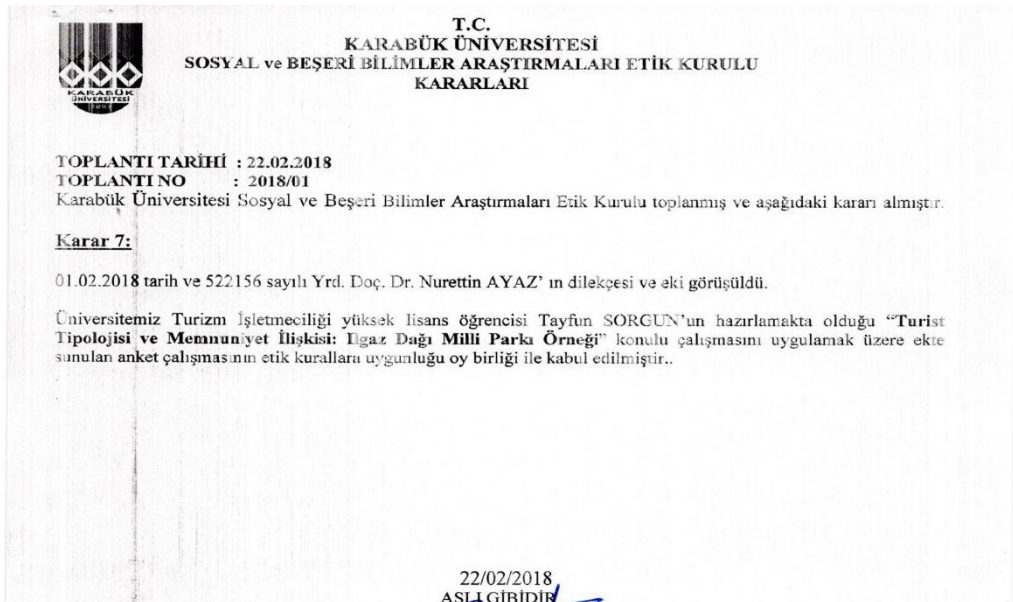 T.C.
KARABÜK ÜNİVERSİTESİ
SOSYAL ve BEŞERİ BİLİMLER ARAŞTIRMALARI ETİK KURULU
KARARLARI
KARABÜK
ÜNİVERSİTESİ
2007
TOPLANTI TARİHİ : 22.02.2018
TOPLANTI NO : 2018/01
Karabük Üniversitesi Sosyal ve Beşeri Bilimler Araştırmaları Etik Kurulu toplanmış ve aşağıdaki kararı almıştır.
Karar 7:
01.02.2018 tarih ve 522156 sayılı Yrd. Doç. Dr. Nurettin AYAZ’ ın dilekçesi ve eki görüşüldü.
Üniversitemiz Turizm İşletmeciliği yüksek lisans öğrencisi Tayfun SORGUN’un hazırlamakta olduğu “Turist
Tipolojisi ve Memnuniyet İlişkisi: Ilgaz Dağı Milli Parkı Örneği” konulu çalışmasını uygulamak üzere ekte
sunulan anket çalışmasının etik kurallara uygunluğu oy birliği ile kabul edilmiştir..
22/02/2018
ASLI GİBİDİR